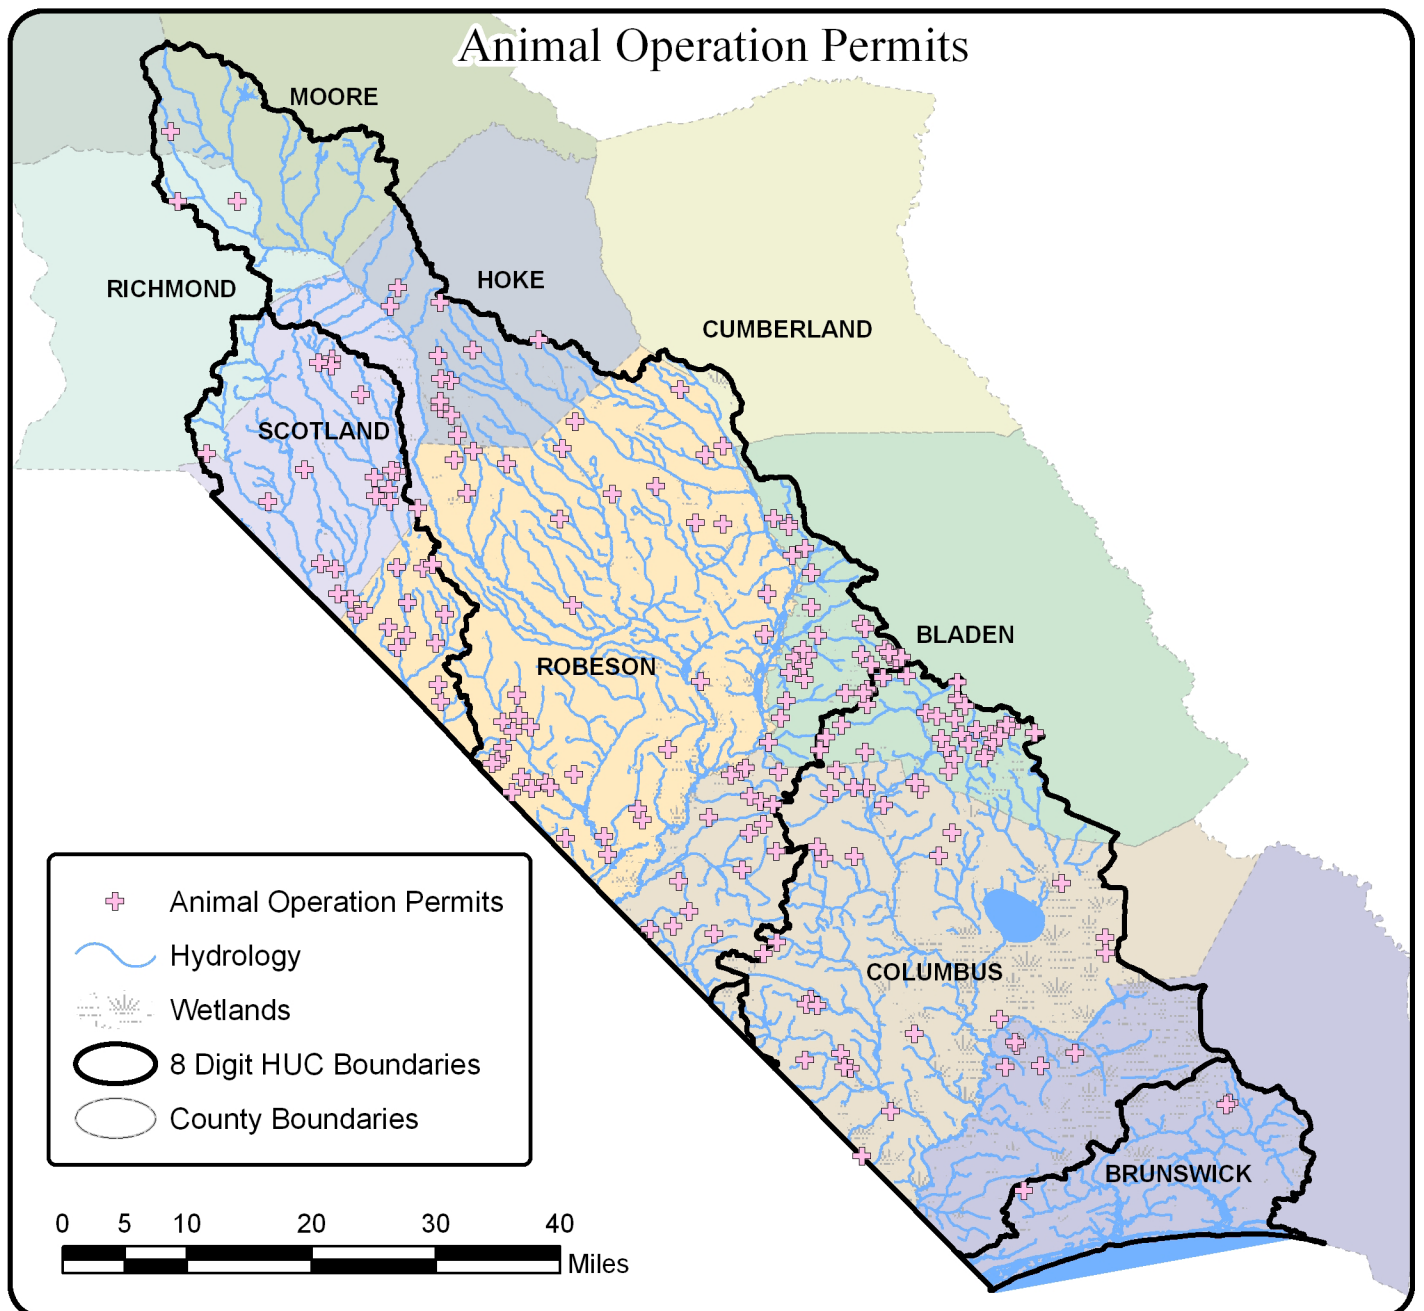 Animal Operation Permits
MOORE
HOKE
RICHMOND
CUMBERLAND
SCOTLAND
BLADEN
ROBESON
COLUMBUS
BRUNSWICK
Animal Operation Permits
Hydrology
Wetlands
8 Digit HUC Boundaries
County Boundaries
0 5 10 20 30 40
Miles